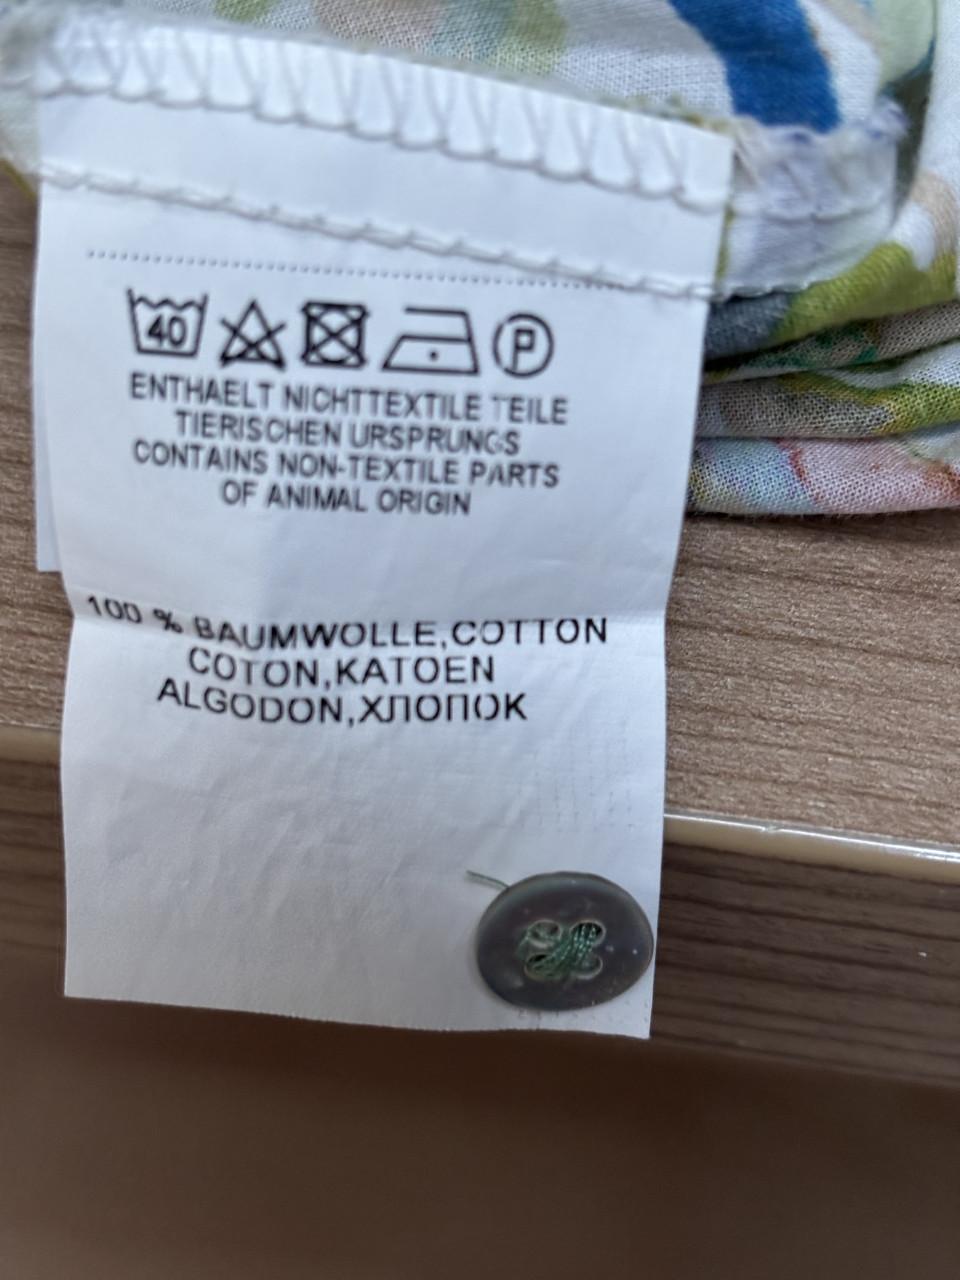 40
P
ENTHAELT NICHTTEXTILE TEILE
TIERISCHEN URSPRUNGS
CONTAINS NON-TEXTILE PARTS
OF ANIMAL ORIGIN
100 % BAUMWOLLE,COTTON
COTON,KATOEN
ALGODON,ХЛОПОК